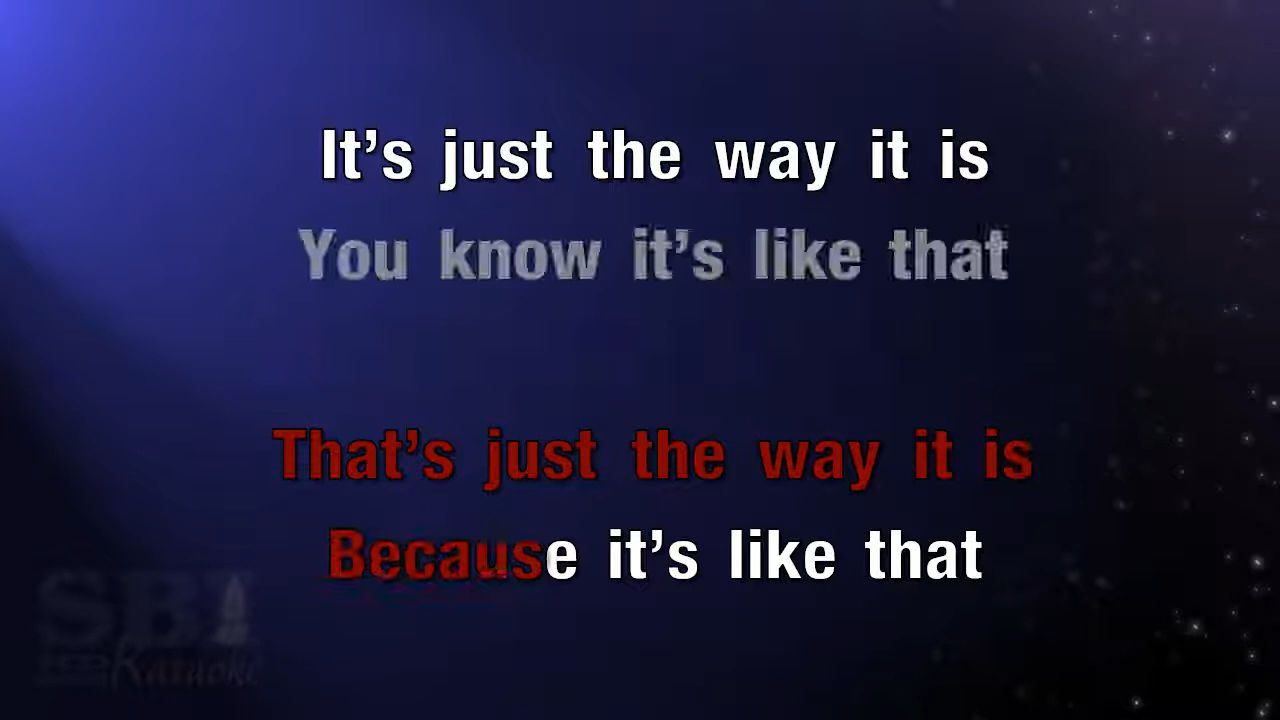 It's just the way it is
You know it's like that
That's just the way it is
Because it's like that
SBI
Karaoke